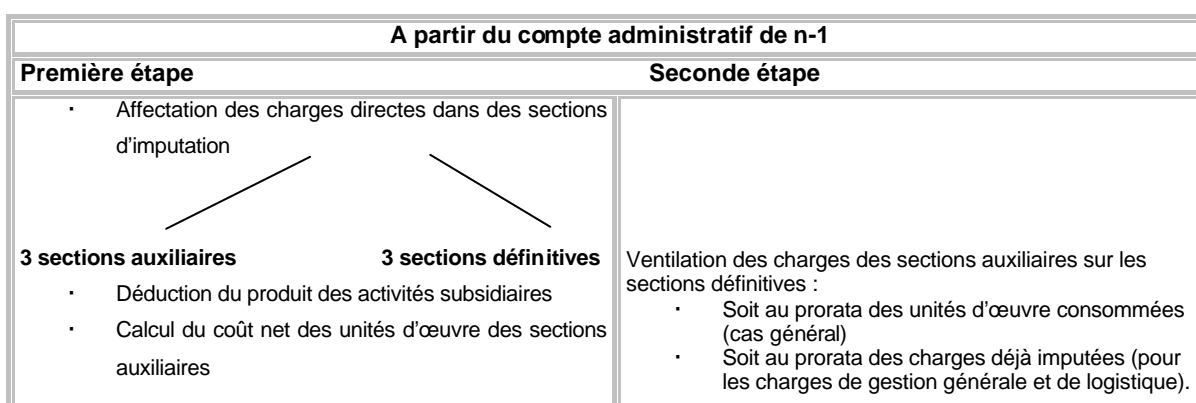 A partir du compte administratif de n-1
Première étape
Seconde étape
· Affectation des charges directes dans des sections
d'imputation
3 sections auxiliaires
3 sections définitives
· Déduction du produit des activités subsidiaires
· Calcul du coût net des unités d'œuvre des sections
auxiliaires
Ventilation des charges des sections auxiliaires sur les
sections définitives :
· Soit au prorata des unités d'œuvre consommées
(cas général)
· Soit au prorata des charges déjà imputées (pour
les charges de gestion générale et de logistique).